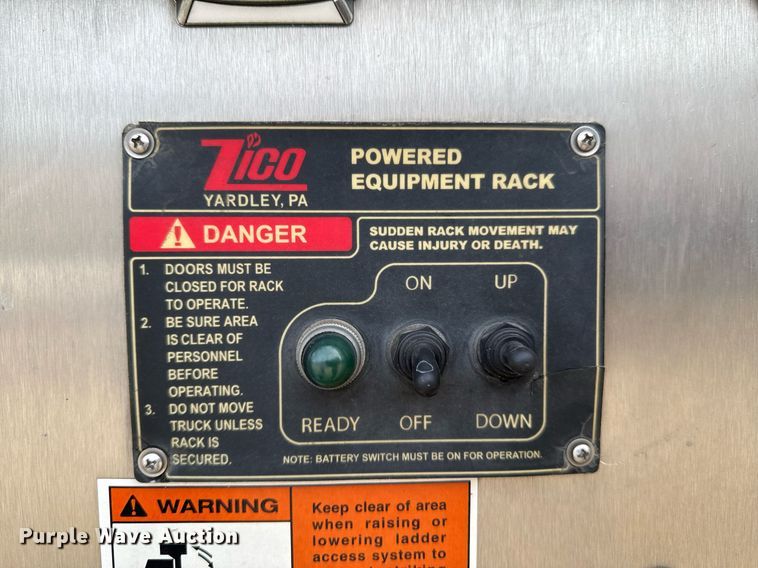 ZICO
YARDLEY, PA
POWERED
EQUIPMENT RACK
DANGER
SUDDEN RACK MOVEMENT MAY
CAUSE INJURY OR DEATH.
1. DOORS MUST BE
CLOSED FOR RACK
TO OPERATE.
2. BE SURE AREA
IS CLEAR OF
PERSONNEL
BEFORE
OPERATING.
3. DO NOT MOVE
TRUCK UNLESS
RACK IS
SECURED.
ON
UP
READY
OFF
DOWN
NOTE: BATTERY SWITCH MUST BE ON FOR OPERATION.
WARNING
Keep clear of area
when raising or
lowering ladder
access system to
Purple Wave Auction